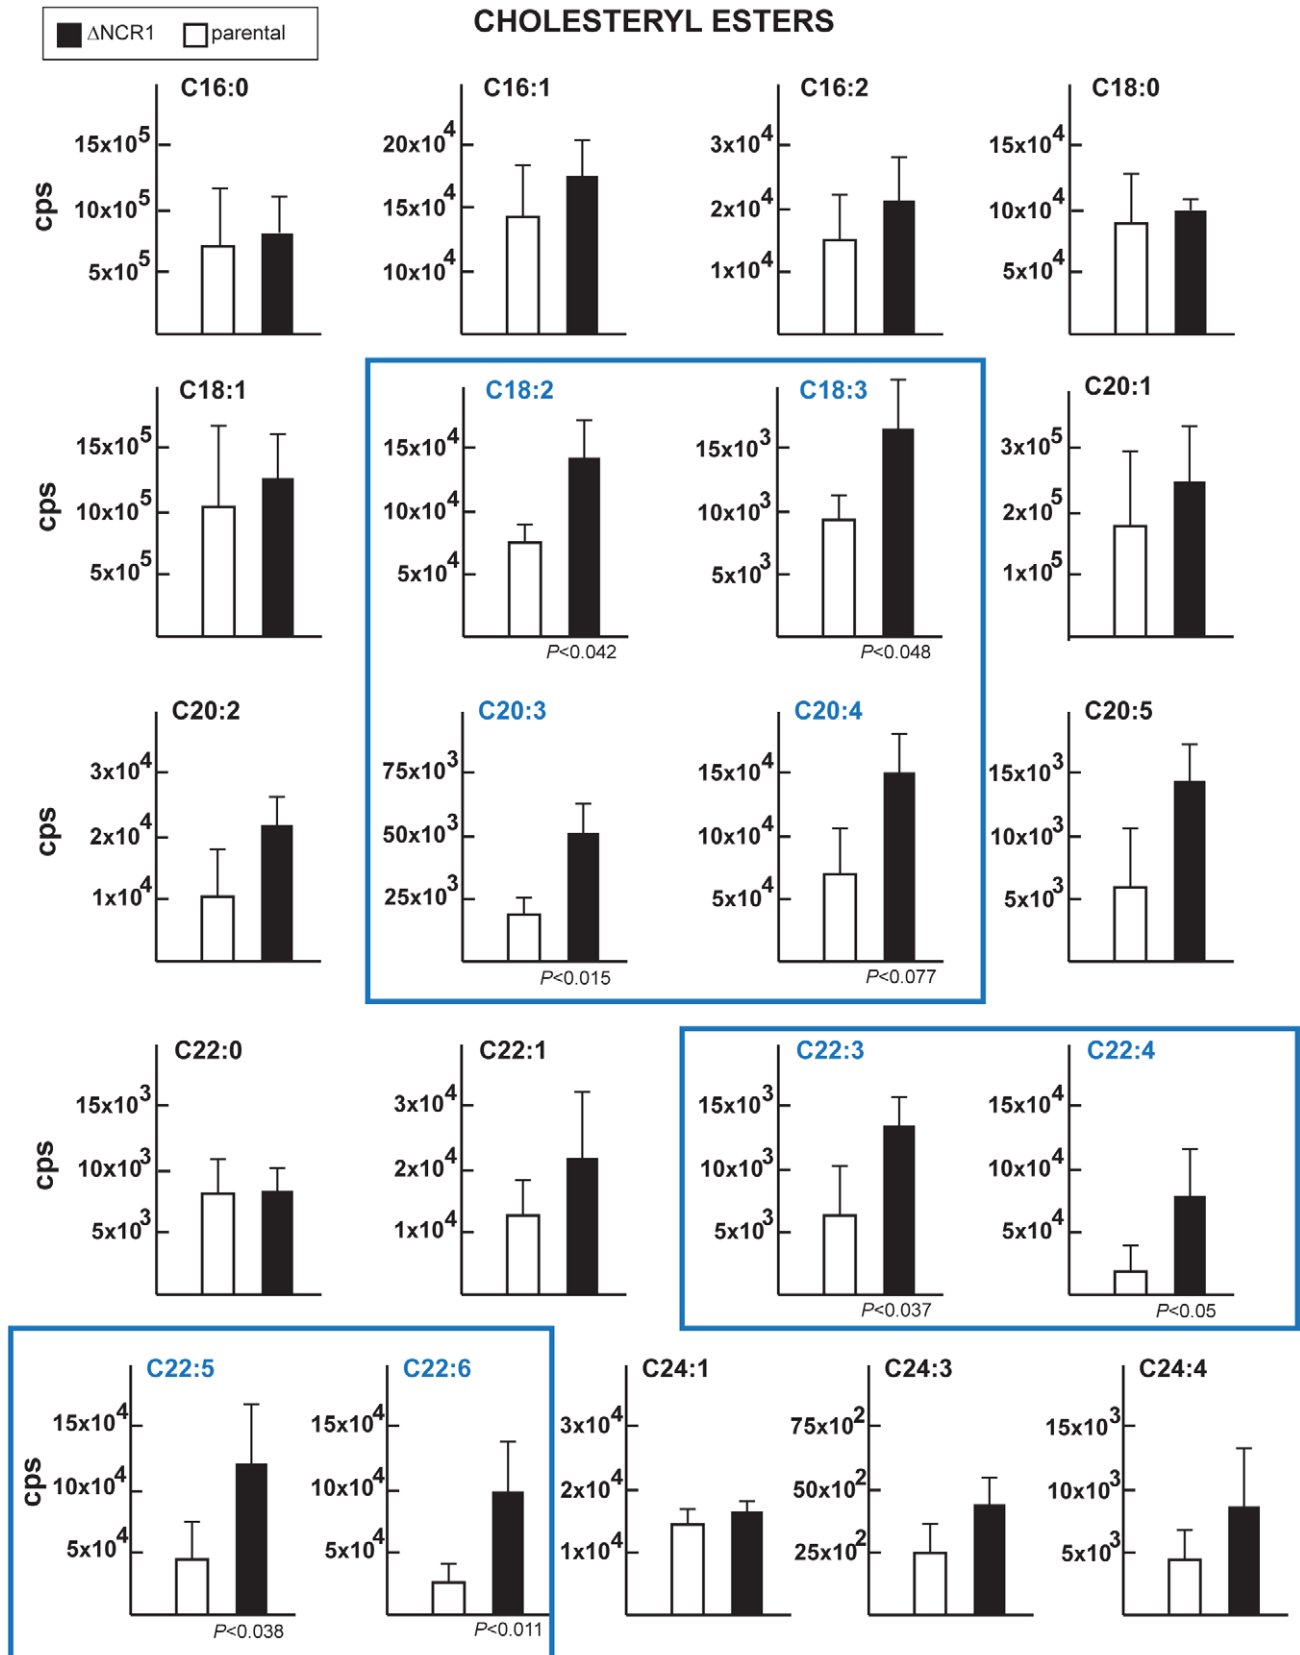 CHOLESTERYL ESTERS
ΔNCR1 parental
C16:0 C16:1 C16:2 C18:0
cps
15x10^5 20x10^4 3x10^4 15x10^4
10x10^5 15x10^4 2x10^4 10x10^4
5x10^5 10x10^4 1x10^4 5x10^4
C18:1 C18:2 C18:3 C20:1
cps
15x10^5 15x10^4 15x10^3 3x10^5
10x10^5 10x10^4 10x10^3 2x10^5
5x10^5 5x10^4 5x10^3 1x10^5
P<0.042 P<0.048
C20:2 C20:3 C20:4 C20:5
cps
3x10^4 75x10^3 15x10^4 15x10^3
2x10^4 50x10^3 10x10^4 10x10^3
1x10^4 25x10^3 5x10^4 5x10^3
P<0.015 P<0.077
C22:0 C22:1 C22:3 C22:4
cps
15x10^3 3x10^4 15x10^3 15x10^4
10x10^3 2x10^4 10x10^3 10x10^4
5x10^3 1x10^4 5x10^3 5x10^4
P<0.037 P<0.05
C22:5 C22:6 C24:1 C24:3 C24:4
cps
15x10^4 15x10^4 3x10^4 75x10^2 15x10^3
10x10^4 10x10^4 2x10^4 50x10^2 10x10^3
5x10^4 5x10^4 1x10^4 25x10^2 5x10^3
P<0.038 P<0.011